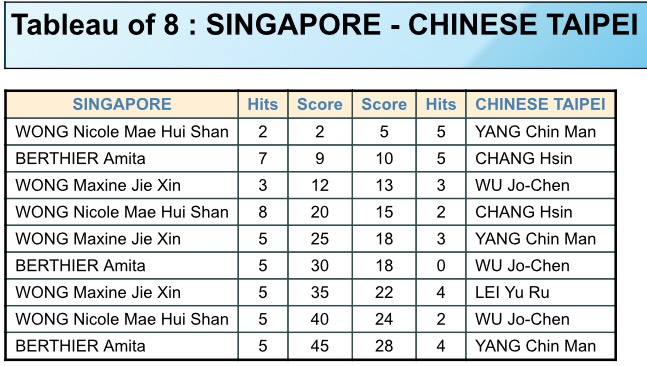 Tableau of 8 : SINGAPORE - CHINESE TAIPEI
SINGAPORE Hits Score Score Hits CHINESE TAIPEI
WONG Nicole Mae Hui Shan 2 2 5 5 YANG Chin Man
BERTHIER Amita 7 9 10 5 CHANG Hsin
WONG Maxine Jie Xin 3 12 13 3 WU Jo-Chen
WONG Nicole Mae Hui Shan 8 20 15 2 CHANG Hsin
WONG Maxine Jie Xin 5 25 18 3 YANG Chin Man
BERTHIER Amita 5 30 18 0 WU Jo-Chen
WONG Maxine Jie Xin 5 35 22 4 LEI Yu Ru
WONG Nicole Mae Hui Shan 5 40 24 2 WU Jo-Chen
BERTHIER Amita 5 45 28 4 YANG Chin Man